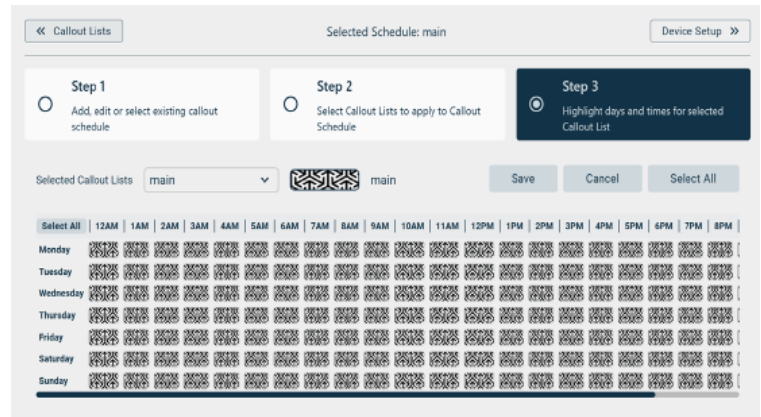 « Callout Lists
Selected Schedule: main
Device Setup »
Step 1
Add, edit or select existing callout
schedule
Step 2
Select Callout Lists to apply to Callout
Schedule
Step 3
Highlight days and times for selected
Callout List
Selected Callout Lists main main Save Cancel Select All
Select All 12AM 1AM 2AM 3AM 4AM 5AM 6AM 7AM 8AM 9AM 10AM 11AM 12PM 1PM 2PM 3PM 4PM 5PM 6PM 7PM 8PM
Monday
Tuesday
Wednesday
Thursday
Friday
Saturday
Sunday